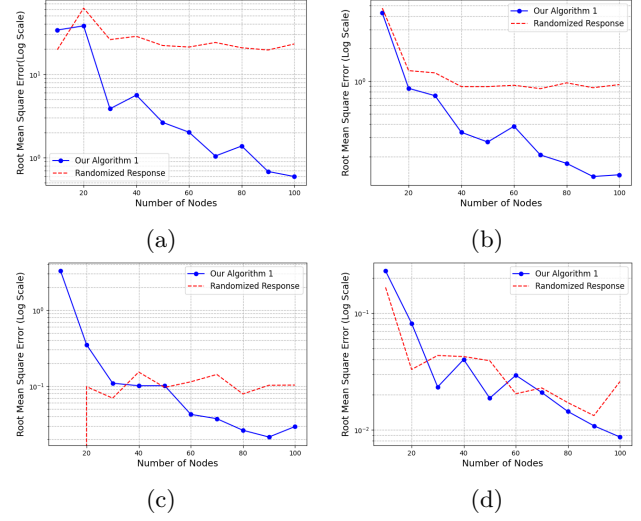 Root Mean Square Error(Log Scale)
10¹
10⁰
Our Algorithm 1
Randomized Response
20 40 60 80 100
Number of Nodes
(a)
Root Mean Square Error (Log Scale)
10⁰
Our Algorithm 1
Randomized Response
20 40 60 80 100
Number of Nodes
(b)
Root Mean Square Error (Log Scale)
10⁰
10⁻¹
Our Algorithm 1
Randomized Response
20 40 60 80 100
Number of Nodes
(c)
Root Mean Square Error (Log Scale)
10⁻¹
10⁻²
Our Algorithm 1
Randomized Response
20 40 60 80 100
Number of Nodes
(d)